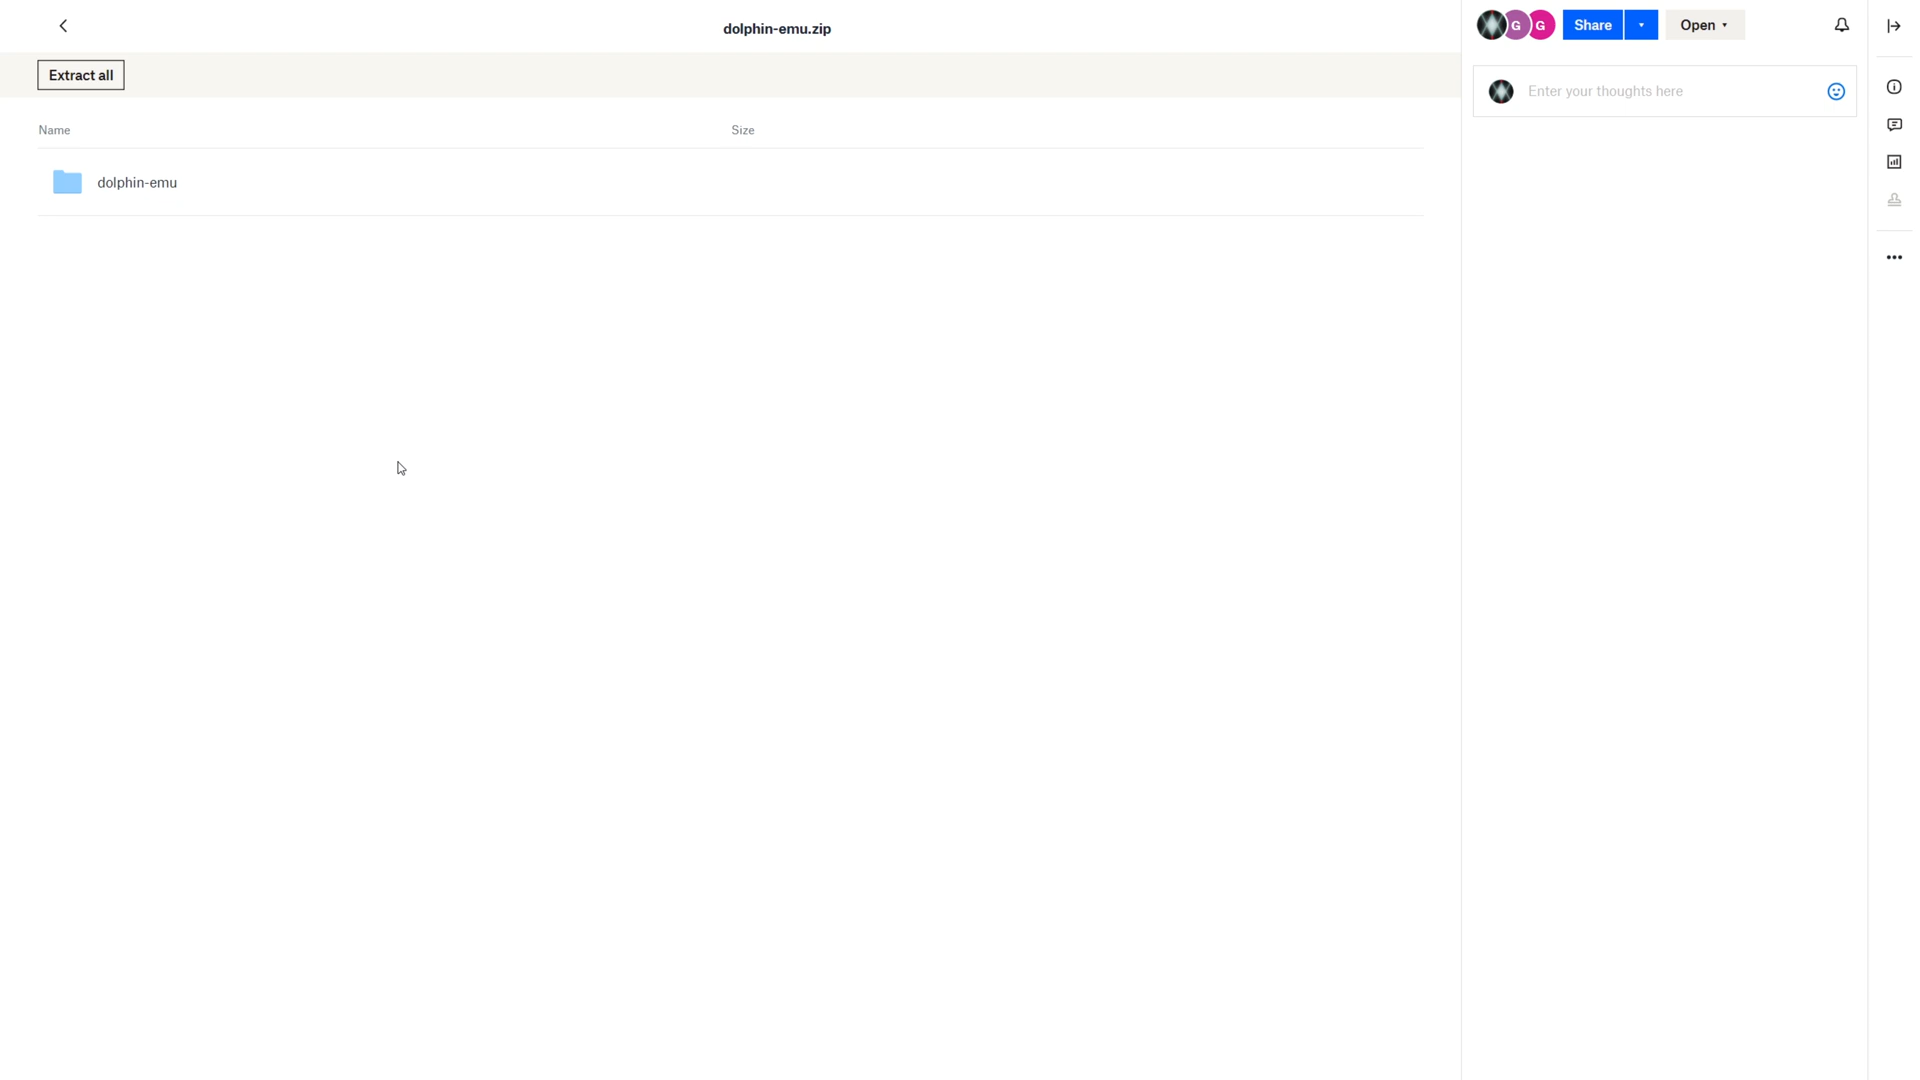 dolphin-emu.zip
G G Share Open
Extract all
Enter your thoughts here
Name Size
dolphin-emu